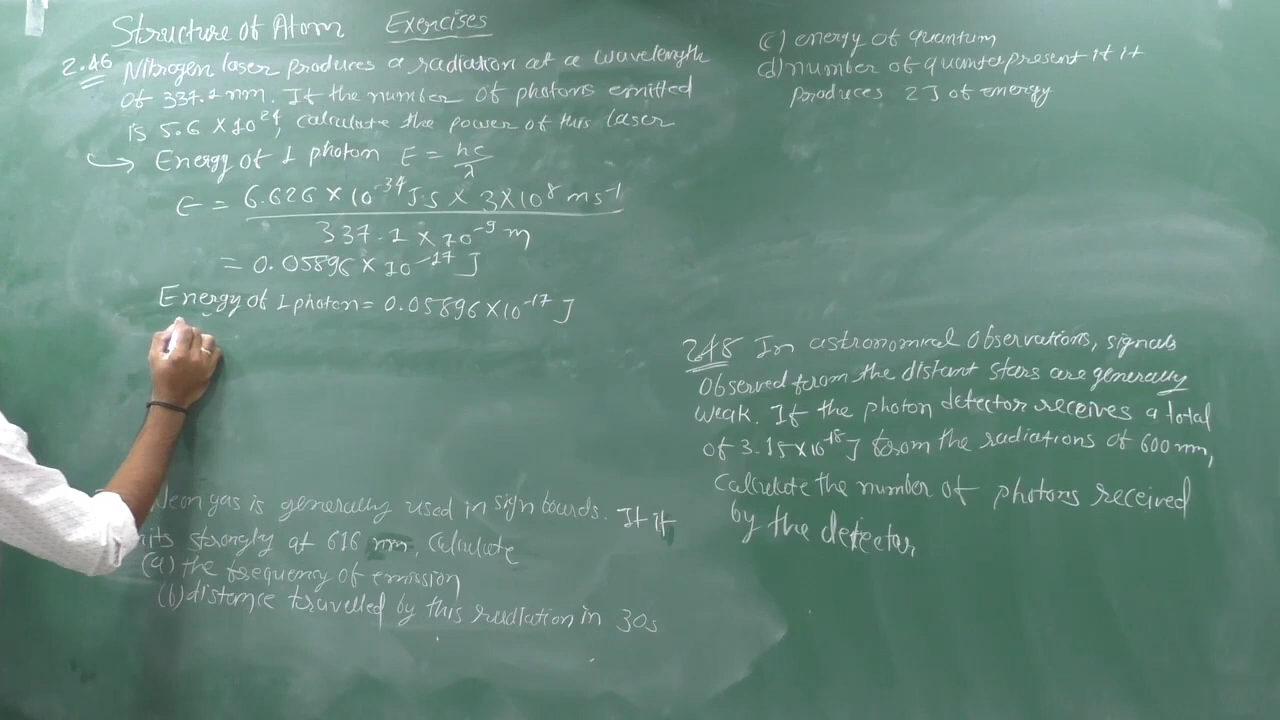 Structure of Atom Exercises
2.46 Nitrogen laser produces a radiation at a wavelength
of 337.1 nm. If the number of photons emitted
is 5.6 × 10²⁴, calculate the power of this laser
↪ Energy of 1 photon E = hc/λ
E = 6.626 × 10⁻³⁴ J.s × 3×10⁸ ms⁻¹
337.1 × 10⁻⁹ m
= 0.05896 × 10⁻¹⁷ J
Energy of 1 photon = 0.05896 × 10⁻¹⁷ J
Neon gas is generally used in sign boards. If it
its strongly at 616 nm, Calculate
(a) the frequency of emission
(b) distance travelled by this radiation in 30s
(c) energy of quantum
(d) number of quanta present if it
produces 2J of energy
2.48 In astronomical observations, signals
observed from the distant stars are generally
weak. If the photon detector receives a total
of 3.15×10⁻¹⁸ J from the radiations of 600 nm,
Calculate the number of photons received
by the detector